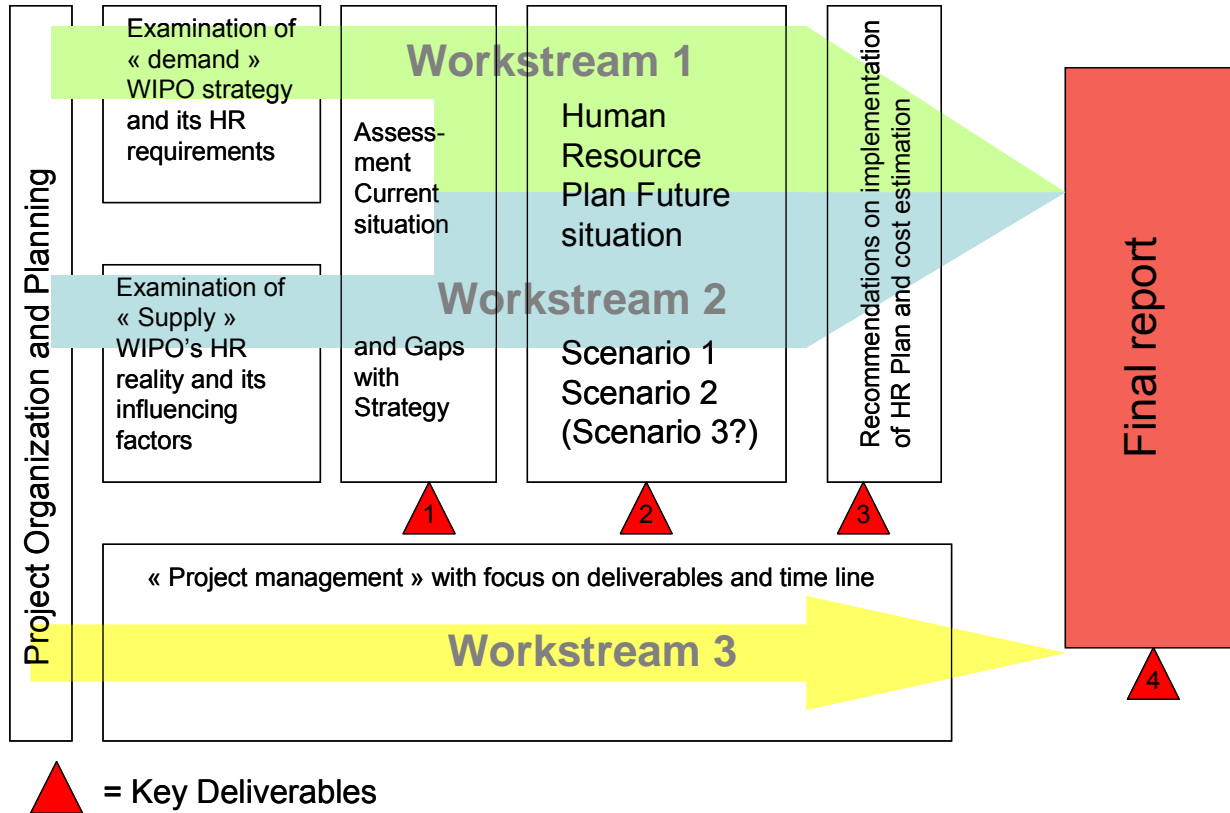 Project Organization and Planning
Examination of
« demand »
WIPO strategy
and its HR
requirements
Examination of
« Supply »
WIPO's HR
reality and its
influencing
factors
Workstream 1
Assess-
ment
Current
situation
and Gaps
with
Strategy
Human
Resource
Plan Future
situation
Workstream 2
Scenario 1
Scenario 2
(Scenario 3?)
Recommendations on implementation
of HR Plan and cost estimation
Final report
1
2
3
« Project management » with focus on deliverables and time line
Workstream 3
4
= Key Deliverables